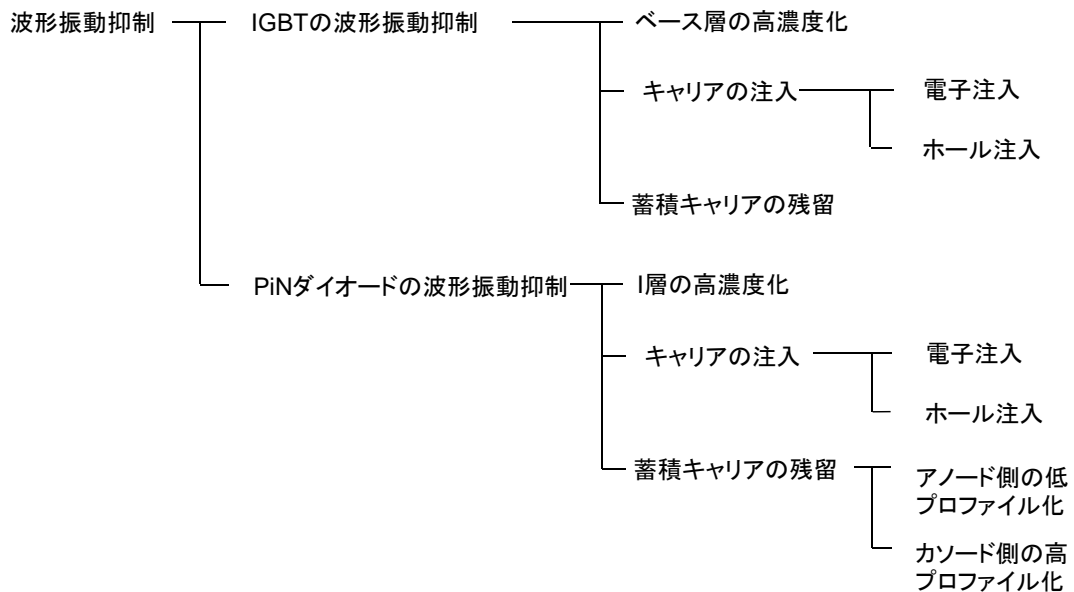 波形振動抑制
IGBTの波形振動抑制
ベース層の高濃度化
キャリアの注入
電子注入
ホール注入
蓄積キャリアの残留
PiNダイオードの波形振動抑制
I層の高濃度化
キャリアの注入
電子注入
ホール注入
蓄積キャリアの残留
アノード側の低
プロファイル化
カソード側の高
プロファイル化